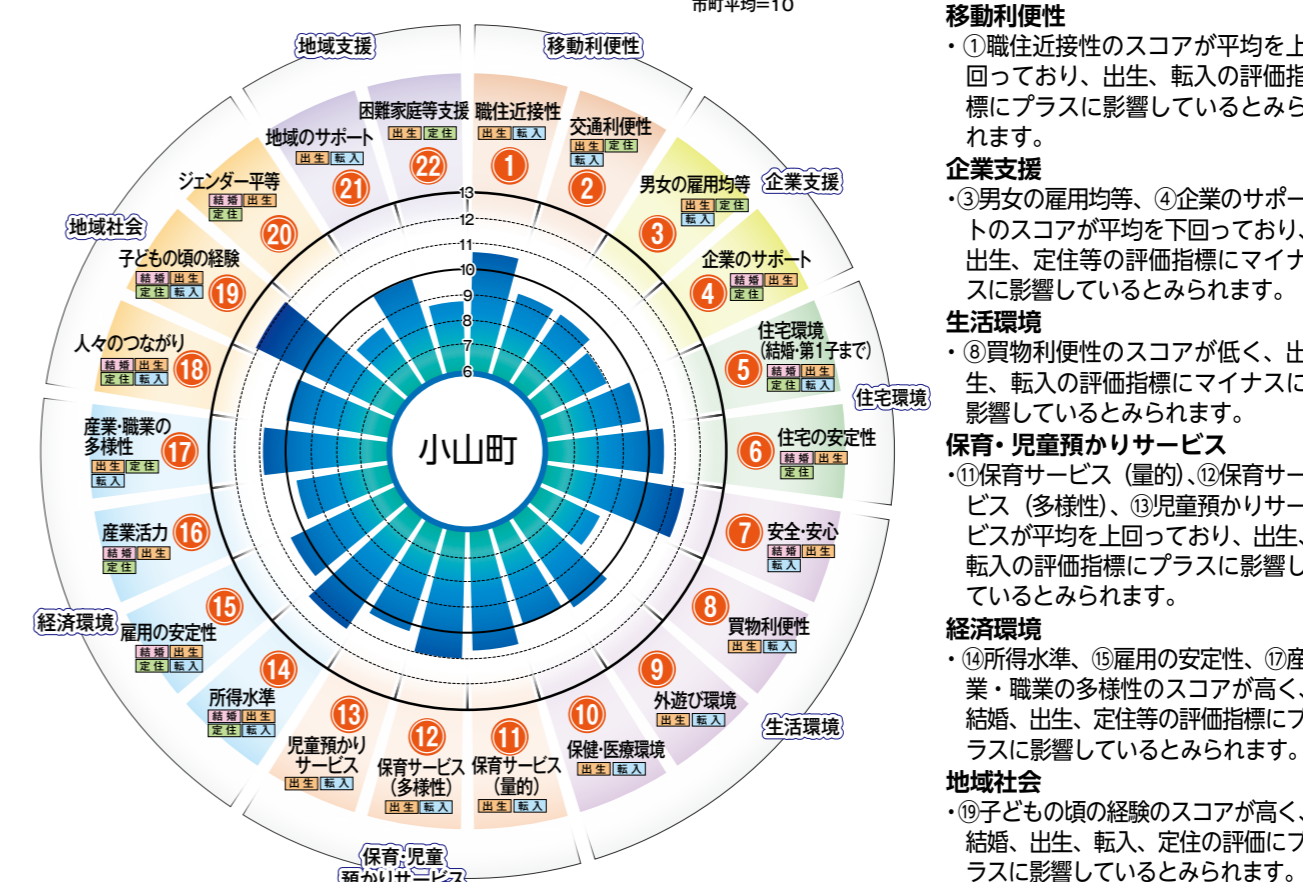 市町平均=10
地域支援
移動利便性
企業支援
住宅環境
生活環境
保育・児童
預かりサービス
経済環境
地域社会
職住近接性
出生 転入
①
交通利便性
出生 定住
転入
②
男女の雇用均等
出生 定住
転入
③
企業のサポート
結婚 出生
定住
④
住宅環境
(結婚・第1子まで)
結婚 出生
定住 転入
⑤
住宅の安定性
結婚 出生
定住
⑥
安全・安心
結婚 出生
転入
⑦
買物利便性
出生 転入
⑧
外遊び環境
出生 転入
⑨
保健・医療環境
出生 転入
⑩
保育サービス
(量的)
出生 転入
⑪
保育サービス
(多様性)
出生 転入
⑫
児童預かり
サービス
出生 転入
⑬
所得水準
結婚 出生
定住 転入
⑭
雇用の安定性
結婚 出生
定住 転入
⑮
産業活力
結婚 出生
定住
⑯
産業・職業の
多様性
出生 定住
転入
⑰
人々のつながり
結婚 出生
定住 転入
⑱
子どもの頃の経験
結婚 出生
定住 転入
⑲
ジェンダー平等
結婚 出生
定住
⑳
地域のサポート
出生 転入
㉑
困難家庭等支援
出生 定住
㉒
13
12
11
10
9
8
7
6
小山町
移動利便性
・①職住近接性のスコアが平均を上
回っており、出生、転入の評価指
標にプラスに影響しているとみら
れます。
企業支援
・③男女の雇用均等、④企業のサポー
トのスコアが平均を下回っており、
出生、定住等の評価指標にマイナ
スに影響しているとみられます。
生活環境
・⑧買物利便性のスコアが低く、出
生、転入の評価指標にマイナスに
影響しているとみられます。
保育・児童預かりサービス
・⑪保育サービス(量的)、⑫保育サー
ビス(多様性)、⑬児童預かりサー
ビスが平均を上回っており、出生、
転入の評価指標にプラスに影響し
ているとみられます。
経済環境
・⑭所得水準、⑮雇用の安定性、⑰産
業・職業の多様性のスコアが高く、
結婚、出生、定住等の評価指標にプ
ラスに影響しているとみられます。
地域社会
・⑲子どもの頃の経験のスコアが高く、
結婚、出生、転入、定住の評価にプ
ラスに影響しているとみられます。